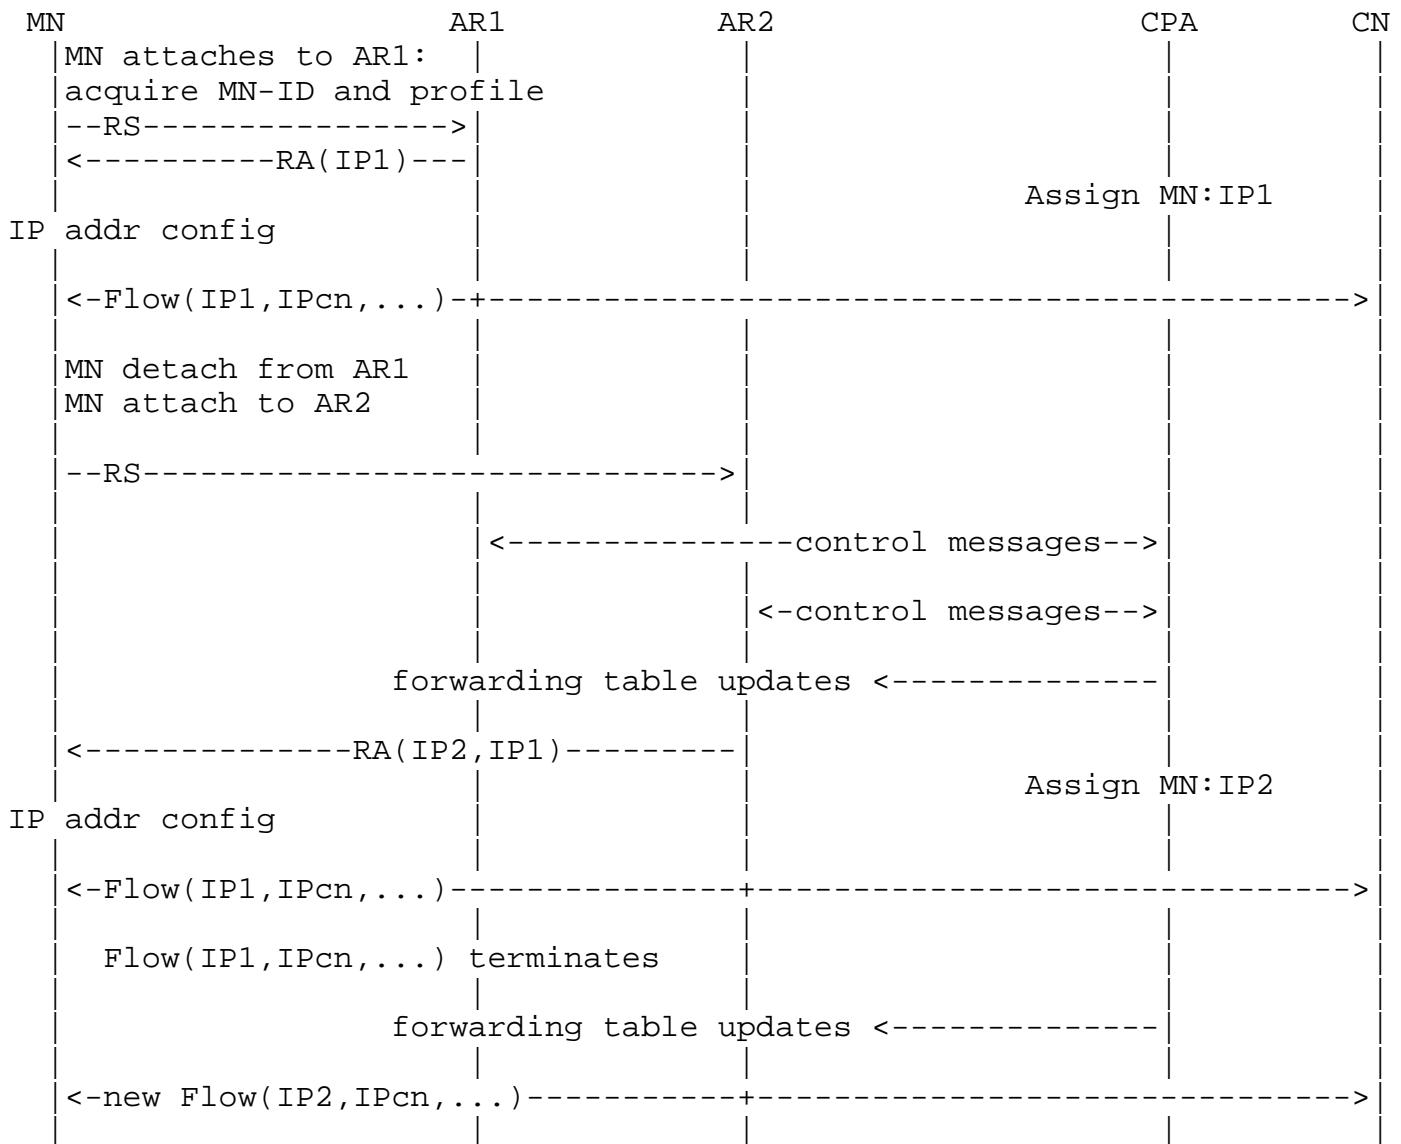 MN AR1 AR2 CPA CN
MN attaches to AR1:
acquire MN-ID and profile
--RS---------------->
<----------RA(IP1)---
Assign MN:IP1
IP addr config
<-Flow(IP1,IPcn,...)-+--------------------------------------------->
MN detach from AR1
MN attach to AR2
--RS------------------------------>
<---------------control messages-->
<-control messages-->
forwarding table updates <--------------
<--------------RA(IP2,IP1)---------
Assign MN:IP2
IP addr config
<-Flow(IP1,IPcn,...)---------------+------------------------------->
Flow(IP1,IPcn,...) terminates
forwarding table updates <--------------
<-new Flow(IP2,IPcn,...)-----------+------------------------------->